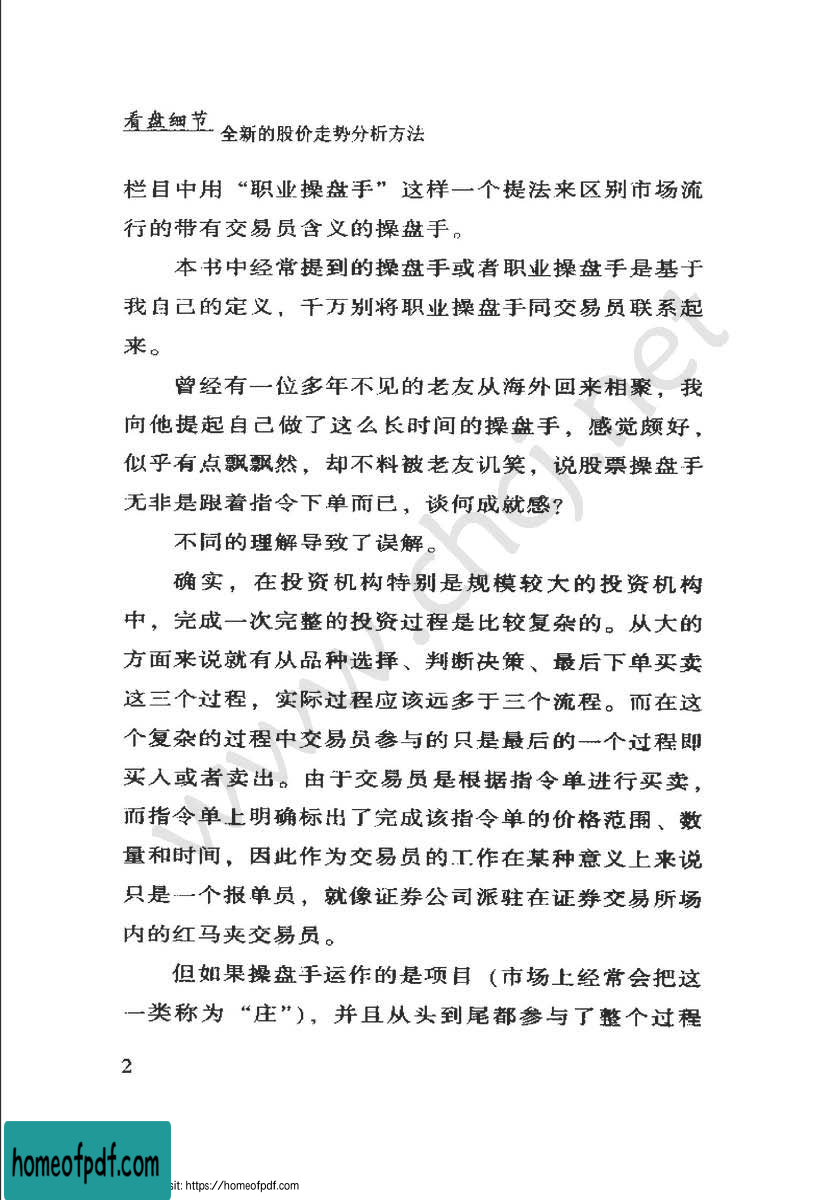 看盘细节 全新的股价走势分析方法
栏目中用“职业操盘手”这样一个提法来区别市场流
行的带有交易员含义的操盘手。
本书中经常提到的操盘手或者职业操盘手是基于
我自己的定义，千万别将职业操盘手同交易员联系起
来。
曾经有一位多年不见的老友从海外回来相聚，我
向他提起自己做了这么长时间的操盘手，感觉颇好，
似乎有点飘飘然，却不料被老友讥笑，说股票操盘手
无非是跟着指令下单而已，谈何成就感？
不同的理解导致了误解。
确实，在投资机构特别是规模较大的投资机构
中，完成一次完整的投资过程是比较复杂的。从大的
方面来说就有从品种选择、判断决策、最后下单买卖
这三个过程，实际过程应该远多于三个流程。而在这
个复杂的过程中交易员参与的只是最后的一个过程即
买人或者卖出。由于交易员是根据指令单进行买卖，
而指令单上明确标出了完成该指令单的价格范围、数
量和时间，因此作为交易员的工作在某种意义上来说
只是一个报单员，就像证券公司派驻在证券交易所场
内的红马夹交易员。
但如果操盘手运作的是项目（市场上经常会把这
一类称为“庄”），并且从头到尾都参与了整个过程
2
www.chcj.net
homeofpdf.com
sit: https://homeofpdf.com